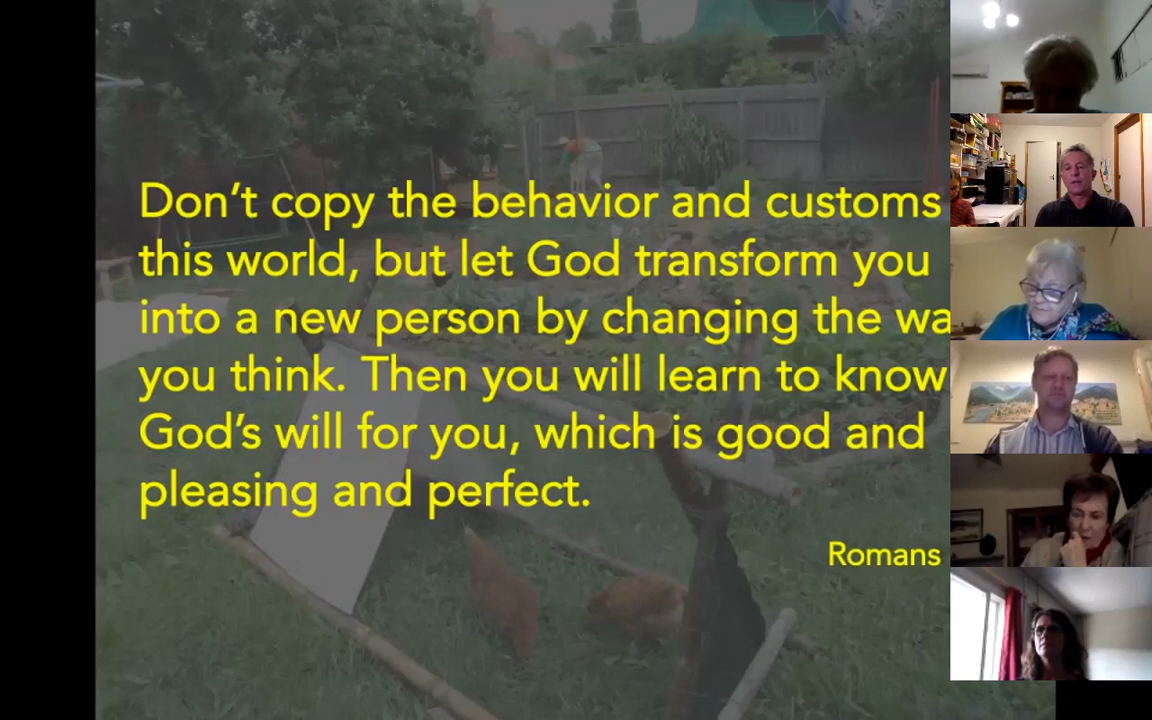 Don’t copy the behavior and customs
this world, but let God transform you
into a new person by changing the wa
you think. Then you will learn to know
God’s will for you, which is good and
pleasing and perfect.
Romans